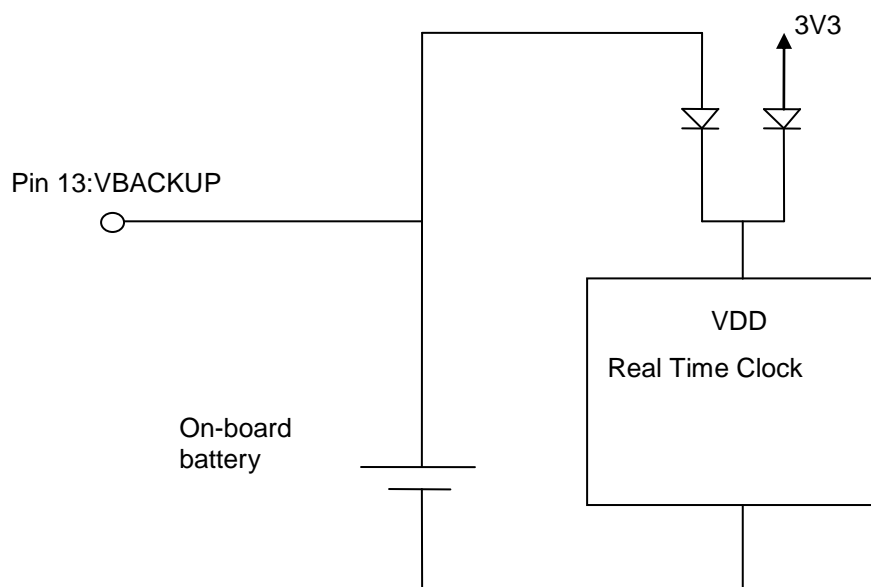 3V3
Pin 13:VBACKUP
VDD
Real Time Clock
On-board
battery